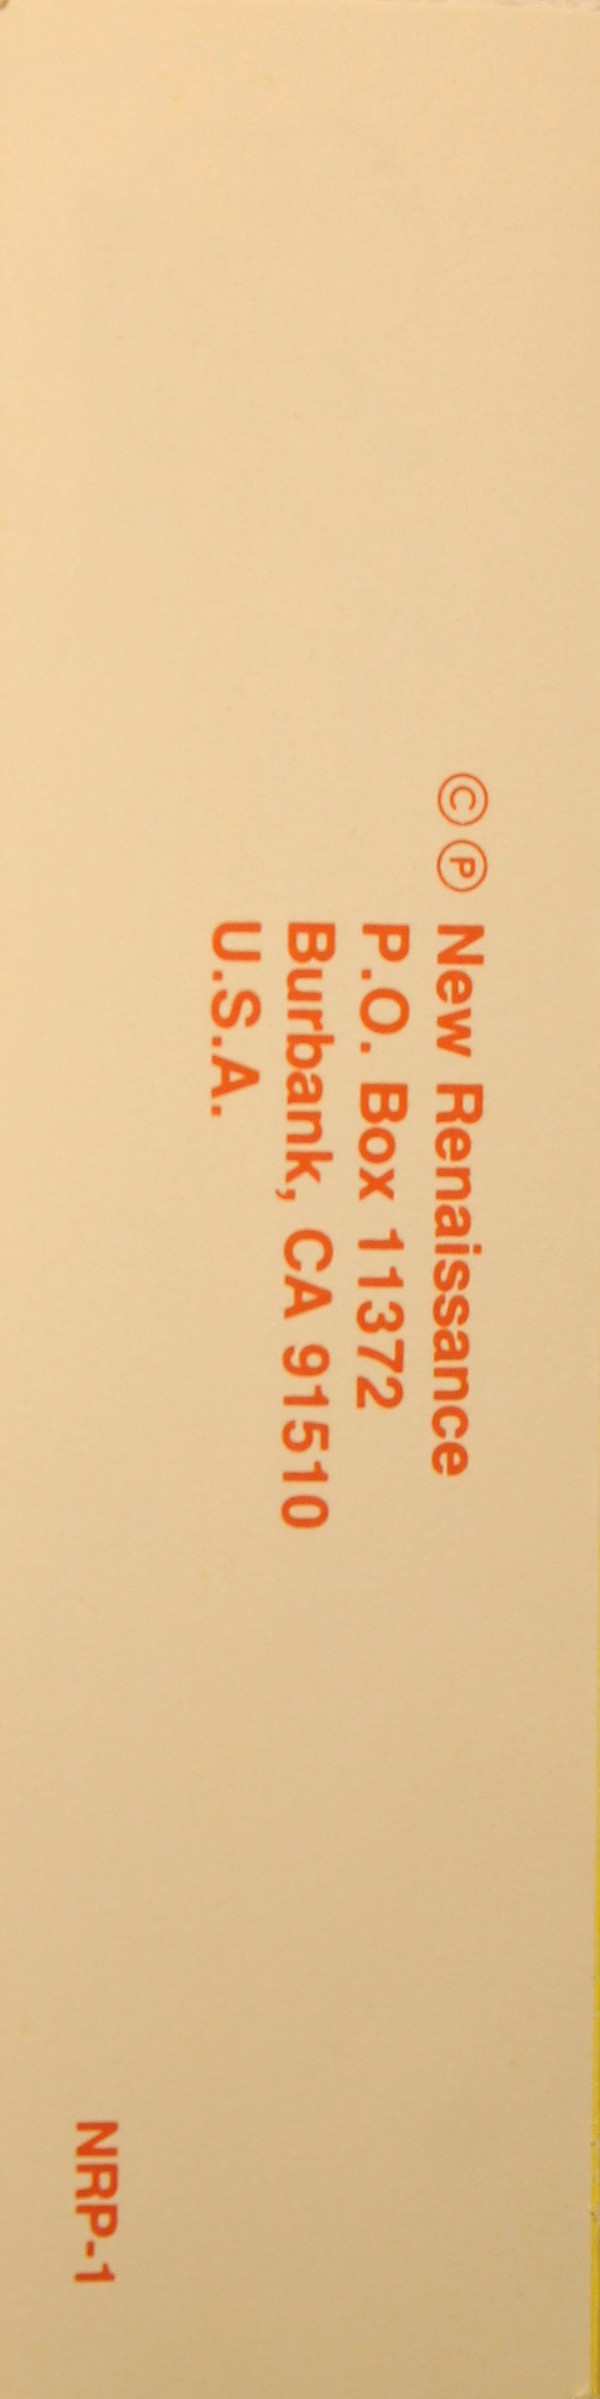 © ℗ New Renaissance
P.O. Box 11372
Burbank, CA 91510
U.S.A.
NRP-1